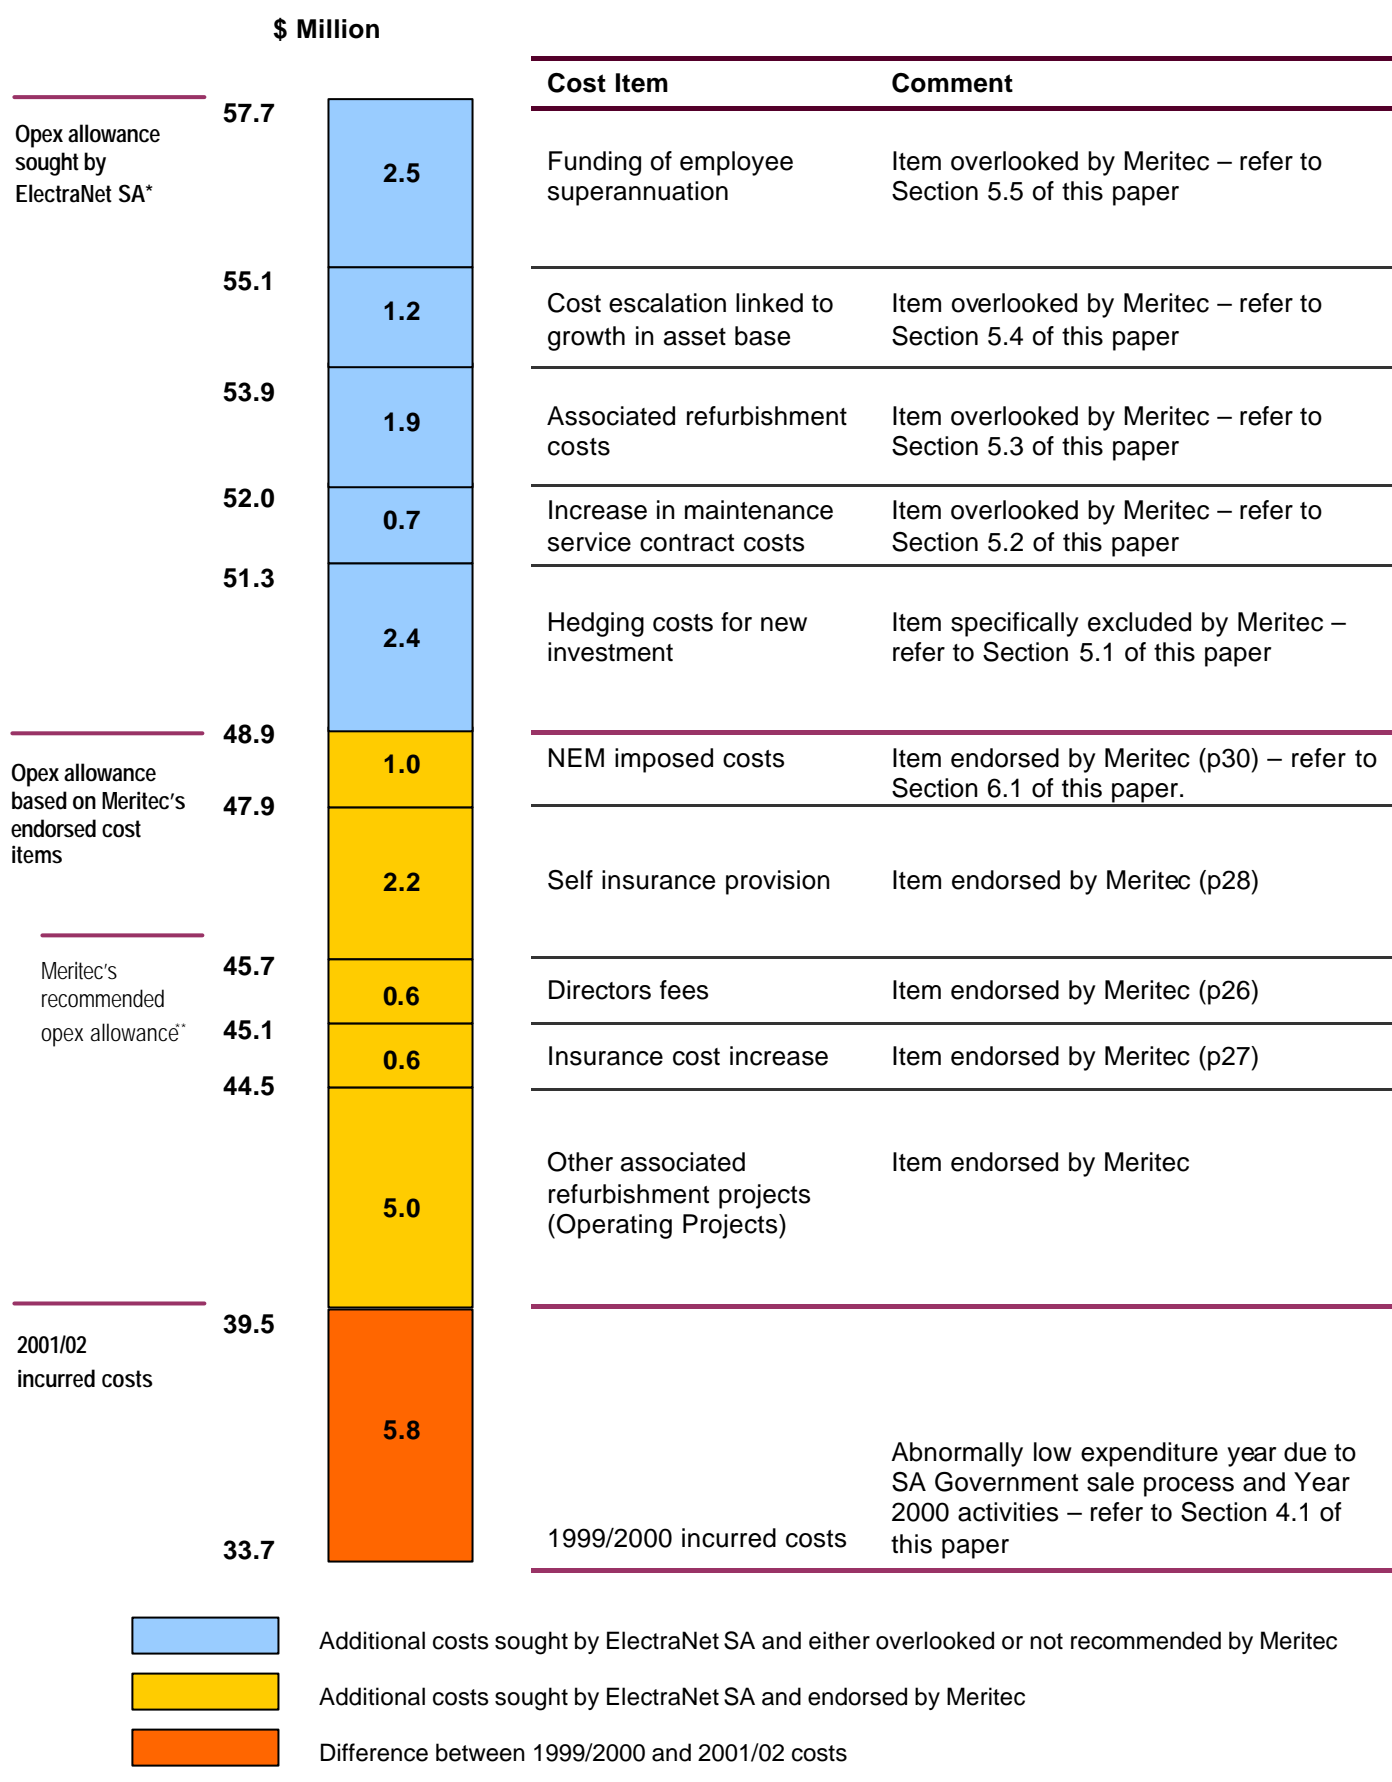 $ Million
Cost Item Comment
57.7
Opex allowance
sought by
ElectraNet SA*
2.5
Funding of employee
superannuation
Item overlooked by Meritec – refer to
Section 5.5 of this paper
55.1
1.2
Cost escalation linked to
growth in asset base
Item overlooked by Meritec – refer to
Section 5.4 of this paper
53.9
1.9
Associated refurbishment
costs
Item overlooked by Meritec – refer to
Section 5.3 of this paper
52.0
0.7
Increase in maintenance
service contract costs
Item overlooked by Meritec – refer to
Section 5.2 of this paper
51.3
2.4
Hedging costs for new
investment
Item specifically excluded by Meritec –
refer to Section 5.1 of this paper
48.9
Opex allowance
based on Meritec's
endorsed cost
items
1.0
NEM imposed costs
Item endorsed by Meritec (p30) – refer to
Section 6.1 of this paper.
47.9
2.2
Self insurance provision
Item endorsed by Meritec (p28)
Meritec's
recommended
opex allowance**
45.7
0.6
Directors fees
Item endorsed by Meritec (p26)
45.1
0.6
Insurance cost increase
Item endorsed by Meritec (p27)
44.5
5.0
Other associated
refurbishment projects
(Operating Projects)
Item endorsed by Meritec
39.5
2001/02
incurred costs
5.8
1999/2000 incurred costs
Abnormally low expenditure year due to
SA Government sale process and Year
2000 activities – refer to Section 4.1 of
this paper
33.7
Additional costs sought by ElectraNet SA and either overlooked or not recommended by Meritec
Additional costs sought by ElectraNet SA and endorsed by Meritec
Difference between 1999/2000 and 2001/02 costs